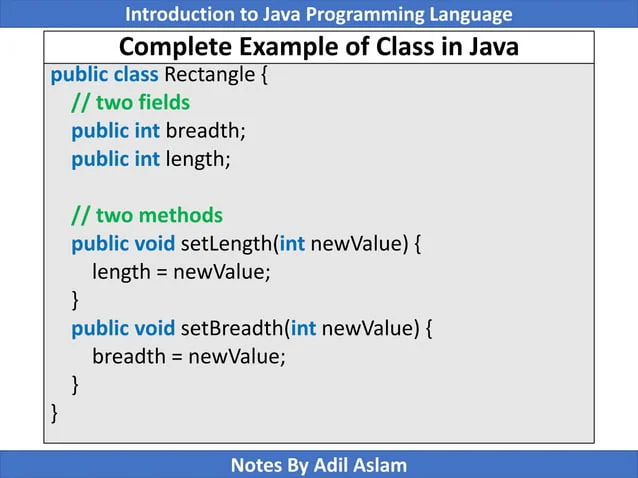 Introduction to Java Programming Language
Complete Example of Class in Java
public class Rectangle {
// two fields
public int breadth;
public int length;
// two methods
public void setLength(int newValue) {
length = newValue;
}
public void setBreadth(int newValue) {
breadth = newValue;
}
}
Notes By Adil Aslam